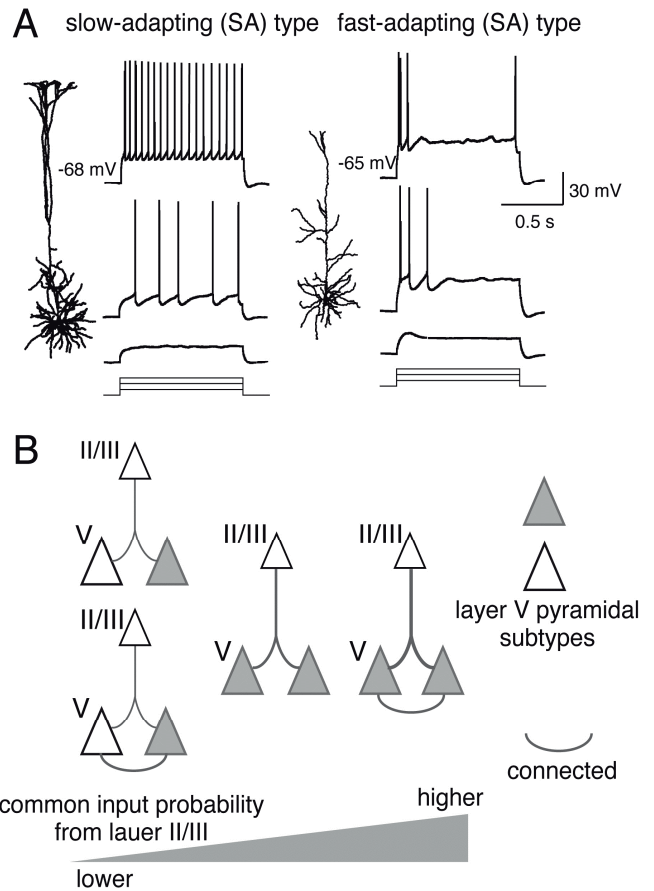 A
slow-adapting (SA) type
fast-adapting (SA) type
-68 mV
-65 mV
30 mV
0.5 s
B
II/III
V
II/III
V
II/III
V
II/III
V
layer V pyramidal
subtypes
connected
common input probability
from lauer II/III
higher
lower